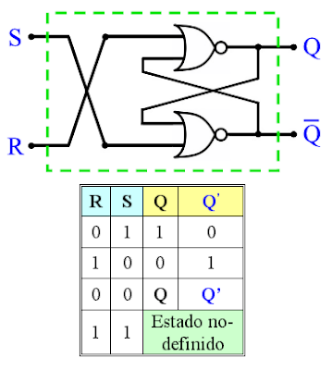 S
Q
R
Q̅
R S Q Q'
0 1 1 0
1 0 0 1
0 0 Q Q'
1 1 Estado no-
definido